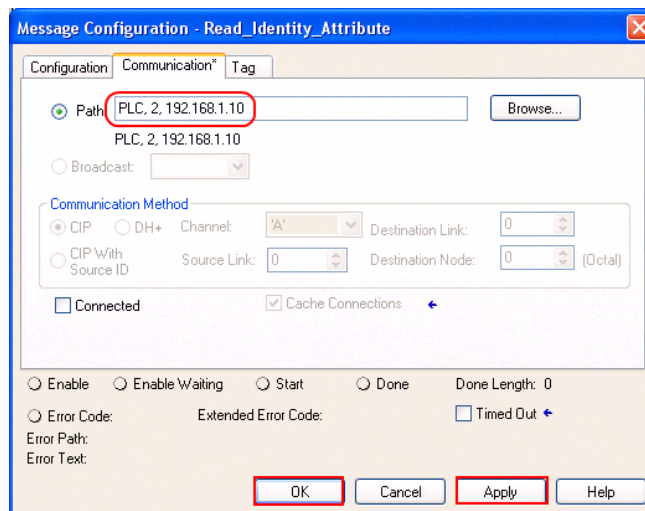 Message Configuration - Read_Identity_Attribute
Configuration Communication* Tag
Path: PLC, 2, 192.168.1.10 Browse...
PLC, 2, 192.168.1.10
Broadcast:
Communication Method
CIP DH+ Channel: 'A' Destination Link: 0
CIP With Source ID Source Link: 0 Destination Node: 0 (Octal)
Connected Cache Connections
Enable Enable Waiting Start Done Done Length: 0
Error Code: Extended Error Code: Timed Out
Error Path:
Error Text:
OK Cancel Apply Help